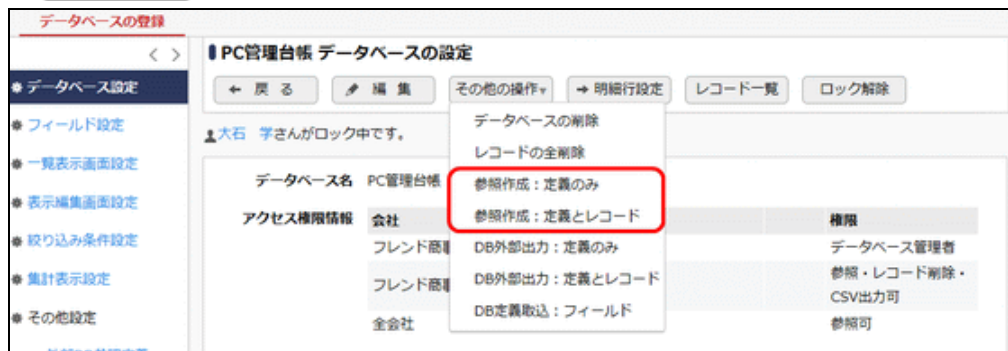 データベースの登録
< >
データベース設定
フィールド設定
一覧表示画面設定
表示編集画面設定
絞り込み条件設定
集計表示設定
その他設定
PC管理台帳 データベースの設定
← 戻 る 編 集 その他の操作▾ → 明細行設定 レコード一覧 ロック解除
大石 学さんがロック中です。
データベースの削除
レコードの全削除
参照作成：定義のみ
参照作成：定義とレコード
DB外部出力：定義のみ
DB外部出力：定義とレコード
DB定義取込：フィールド
データベース名 PC管理台帳
アクセス権限情報 会社 権限
フレンド商 データベース管理者
フレンド商 参照・レコード削除・
CSV出力可
全会社 参照可